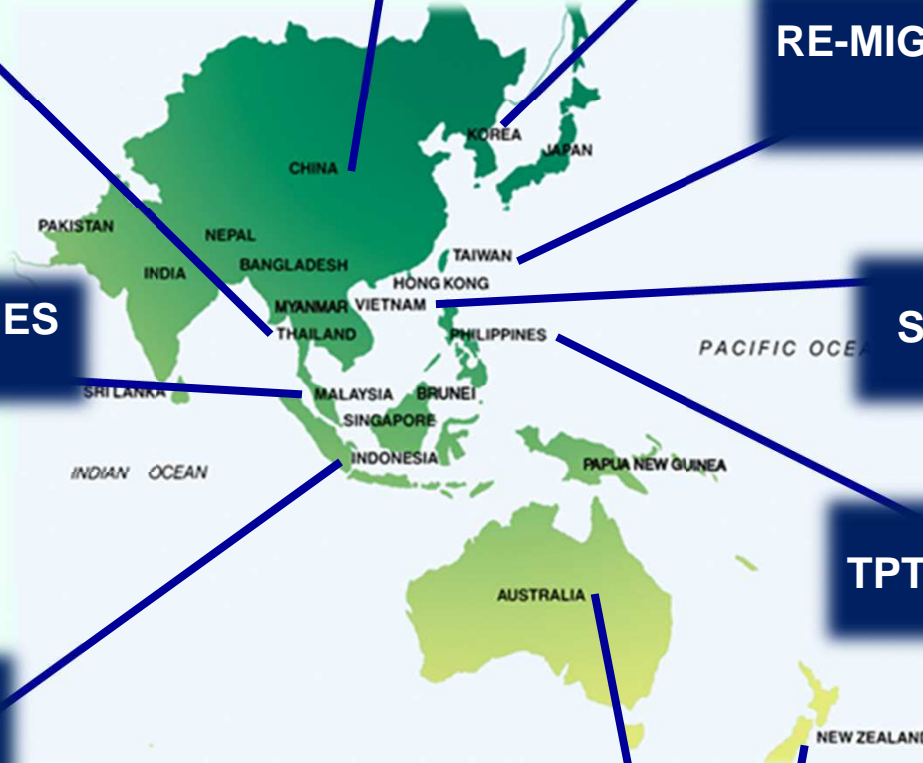 RE-MIG
KOREA
JAPAN
CHINA
PAKISTAN
NEPAL
TAIWAN
BANGLADESH
INDIA
HONG KONG
MYANMAR
VIETNAM
ES
S
THAILAND
PHILIPPINES
PACIFIC OCEA
SRI LANKA
MALAYSIA
BRUNEI
SINGAPORE
INDONESIA
PAPUA NEW GUINEA
INDIAN OCEAN
TPT
AUSTRALIA
NEW ZEALAND